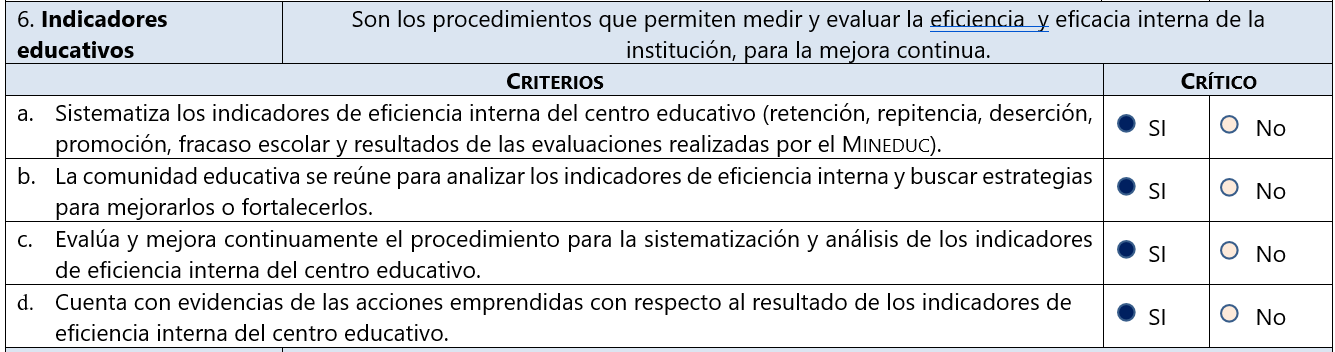 6. Indicadores educativos
Son los procedimientos que permiten medir y evaluar la eficiencia y eficacia interna de la
institución, para la mejora continua.
CRITERIOS
CRÍTICO
a. Sistematiza los indicadores de eficiencia interna del centro educativo (retención, repitencia, deserción,
promoción, fracaso escolar y resultados de las evaluaciones realizadas por el MINEDUC).
SI
No
b. La comunidad educativa se reúne para analizar los indicadores de eficiencia interna y buscar estrategias
para mejorarlos o fortalecerlos.
SI
No
c. Evalúa y mejora continuamente el procedimiento para la sistematización y análisis de los indicadores
de eficiencia interna del centro educativo.
SI
No
d. Cuenta con evidencias de las acciones emprendidas con respecto al resultado de los indicadores de
eficiencia interna del centro educativo.
SI
No